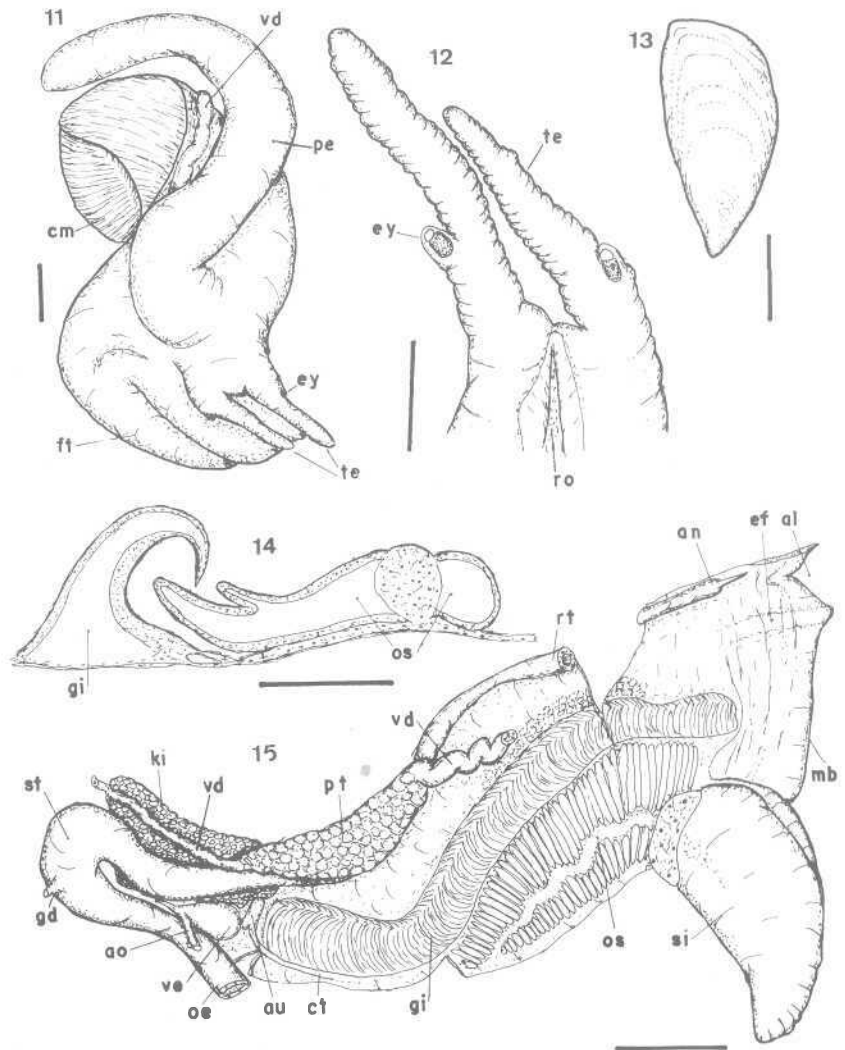 11
vd
pe
cm
ey
ft
te
12
te
ey
ro
13
14
gi
os
an
ef
al
rt
vd
15
ki
vd
pt
st
mb
gd
ao
ve
oe
au
ct
gi
os
si